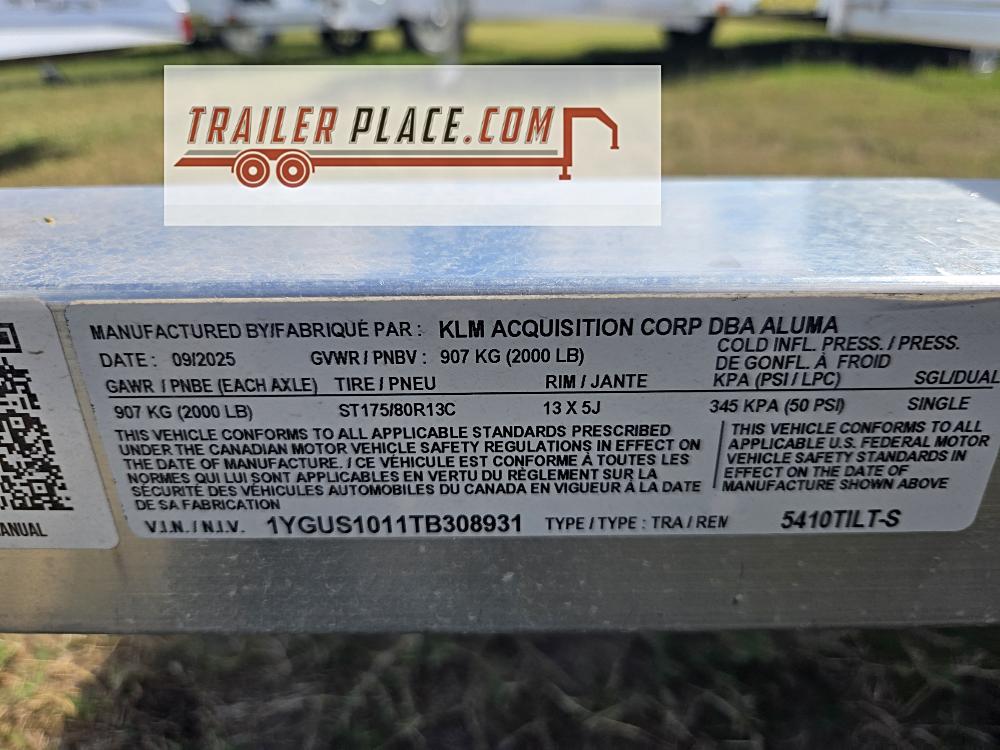 TRAILER PLACE.COM
MANUFACTURED BY/FABRIQUÉ PAR : KLM ACQUISITION CORP DBA ALUMA
DATE : 09/2025 GVWR / PNBV : 907 KG (2000 LB)
COLD INFL. PRESS. / PRESS.
DE GONFL. À FROID
GAWR / PNBE (EACH AXLE) TIRE / PNEU RIM / JANTE KPA (PSI / LPC) SGL/DUAL
907 KG (2000 LB) ST175/80R13C 13 X 5J 345 KPA (50 PSI) SINGLE
THIS VEHICLE CONFORMS TO ALL APPLICABLE STANDARDS PRESCRIBED
UNDER THE CANADIAN MOTOR VEHICLE SAFETY REGULATIONS IN EFFECT ON
THE DATE OF MANUFACTURE. / CE VÉHICULE EST CONFORME À TOUTES LES
NORMES QUI LUI SONT APPLICABLES EN VERTU DU RÈGLEMENT SUR LA
SÉCURITÉ DES VÉHICULES AUTOMOBILES DU CANADA EN VIGUEUR À LA DATE
DE SA FABRICATION
THIS VEHICLE CONFORMS TO ALL
APPLICABLE U.S. FEDERAL MOTOR
VEHICLE SAFETY STANDARDS IN
EFFECT ON THE DATE OF
MANUFACTURE SHOWN ABOVE
V.I.N. / N.I.V. 1YGUS1011TB308931 TYPE / TYPE : TRA / REM 5410TILT-S